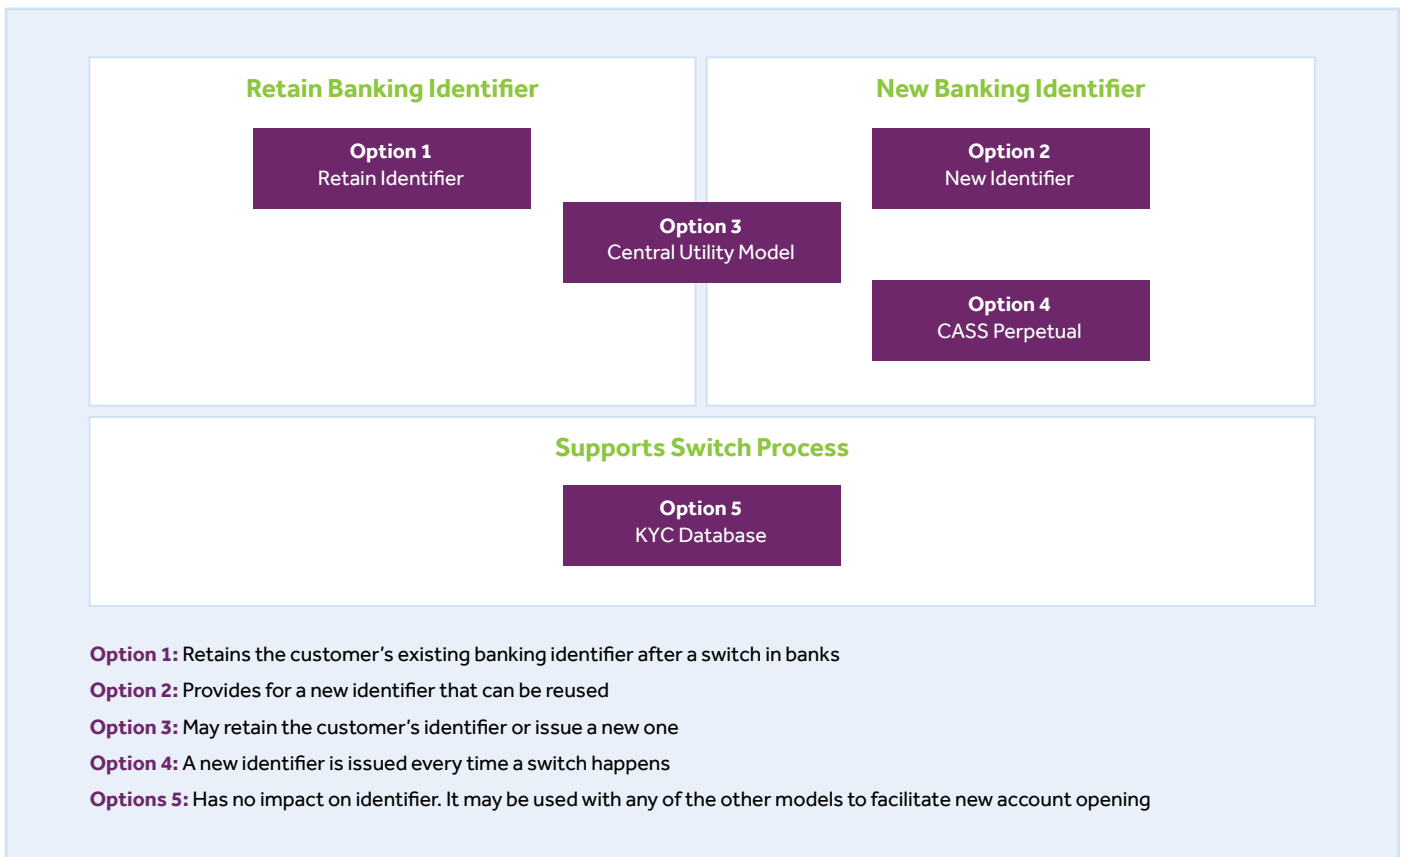 Retain Banking Identifier
Option 1
Retain Identifier
New Banking Identifier
Option 2
New Identifier
Option 3
Central Utility Model
Option 4
CASS Perpetual
Supports Switch Process
Option 5
KYC Database
Option 1: Retains the customer’s existing banking identifier after a switch in banks
Option 2: Provides for a new identifier that can be reused
Option 3: May retain the customer’s identifier or issue a new one
Option 4: A new identifier is issued every time a switch happens
Options 5: Has no impact on identifier. It may be used with any of the other models to facilitate new account opening